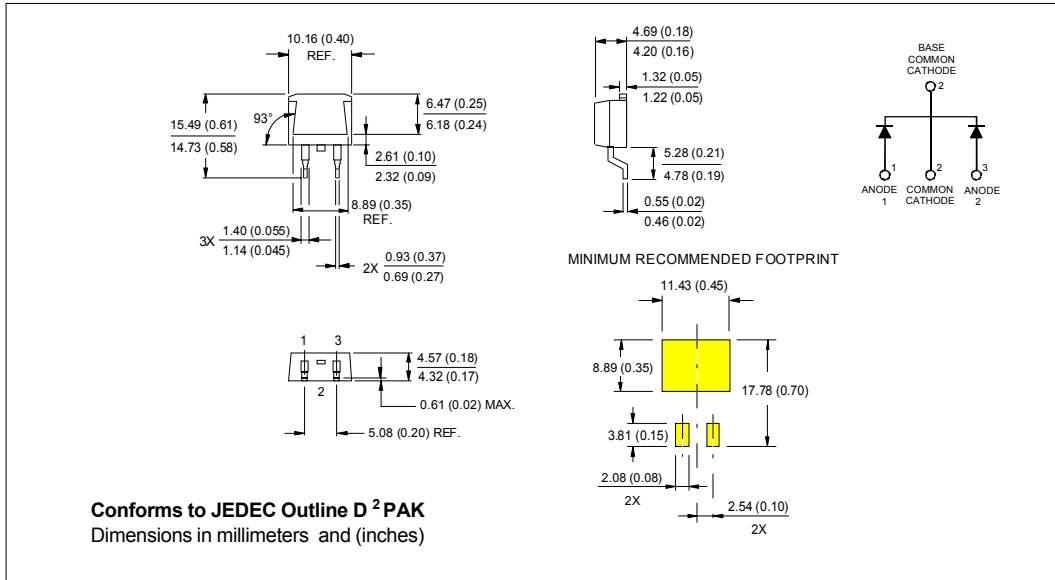 10.16 (0.40)
REF.
93°
15.49 (0.61)
14.73 (0.58)
6.47 (0.25)
6.18 (0.24)
2.61 (0.10)
2.32 (0.09)
8.89 (0.35)
REF.
3X
1.40 (0.055)
1.14 (0.045)
2X
0.93 (0.37)
0.69 (0.27)
4.69 (0.18)
4.20 (0.16)
1.32 (0.05)
1.22 (0.05)
5.28 (0.21)
4.78 (0.19)
0.55 (0.02)
0.46 (0.02)
BASE
COMMON
CATHODE
2
1
2
3
ANODE
1
COMMON
CATHODE
ANODE
2
1
3
2
4.57 (0.18)
4.32 (0.17)
0.61 (0.02) MAX.
5.08 (0.20) REF.
MINIMUM RECOMMENDED FOOTPRINT
11.43 (0.45)
8.89 (0.35)
17.78 (0.70)
3.81 (0.15)
2.08 (0.08)
2X
2.54 (0.10)
2X
Conforms to JEDEC Outline D 2 PAK
Dimensions in millimeters and (inches)